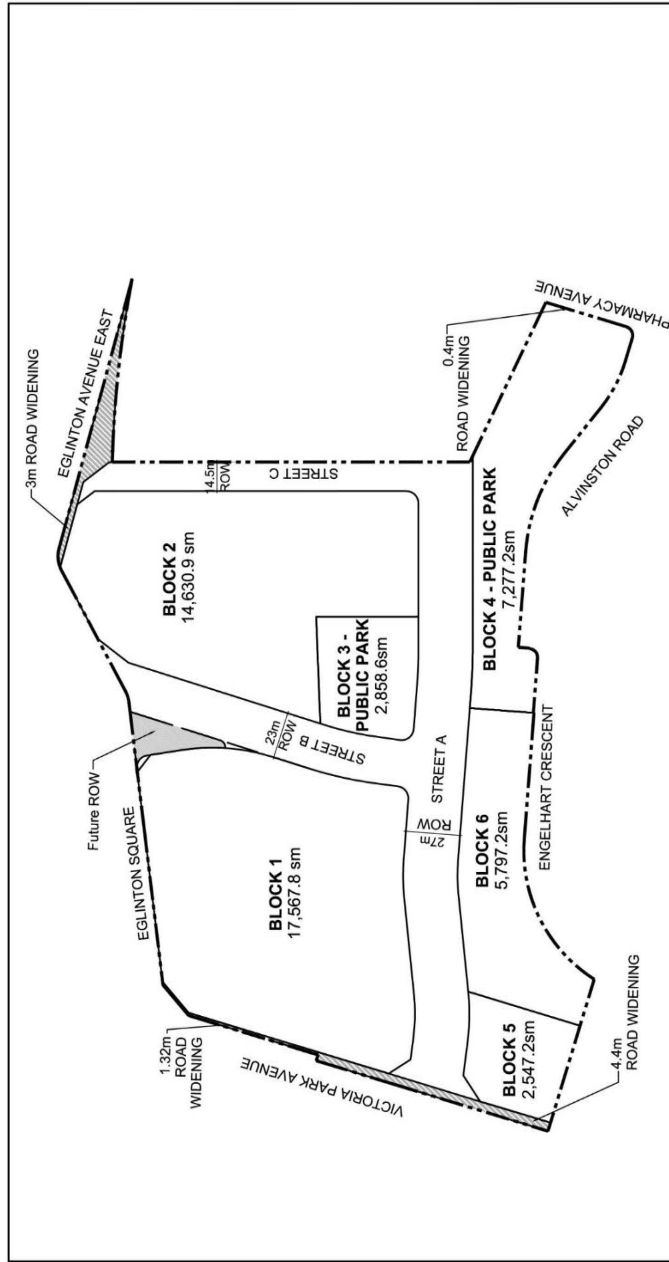 3m ROAD WIDENING
EGLINTON AVENUE EAST
Future ROW
EGLINTON SQUARE
BLOCK 2
14,630.9 sm
14.5m
ROW
STREET C
1.32m
ROAD
WIDENING
VICTORIA PARK AVENUE
BLOCK 1
17,567.8 sm
23m
ROW
STREET B
BLOCK 3 -
PUBLIC PARK
2,858.6sm
STREET A
27m
ROW
0.4m
ROAD WIDENING
PHARMACY AVENUE
BLOCK 4 - PUBLIC PARK
7,277.2sm
ALVINSTON ROAD
BLOCK 6
5,797.2sm
ENGELHART CRESCENT
BLOCK 5
2,547.2sm
4.4m
ROAD WIDENING